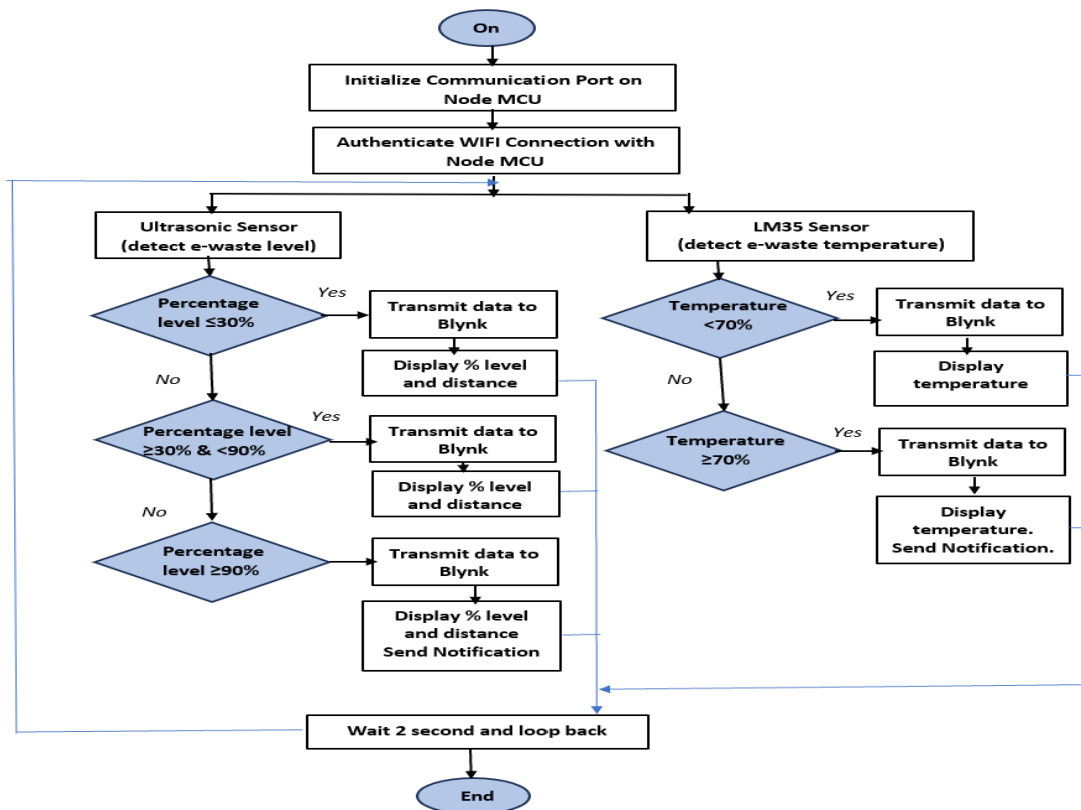 On
Initialize Communication Port on
Node MCU
Authenticate WIFI Connection with
Node MCU
Ultrasonic Sensor
(detect e-waste level)
Percentage
level ≤30%
Yes
Transmit data to
Blynk
Display % level
and distance
No
Percentage level
≥30% & <90%
Yes
Transmit data to
Blynk
Display % level
and distance
No
Percentage
level ≥90%
Transmit data to
Blynk
Display % level
and distance
Send Notification
LM35 Sensor
(detect e-waste temperature)
Temperature
<70%
Yes
Transmit data to
Blynk
Display
temperature
No
Temperature
≥70%
Yes
Transmit data to
Blynk
Display
temperature.
Send Notification.
Wait 2 second and loop back
End